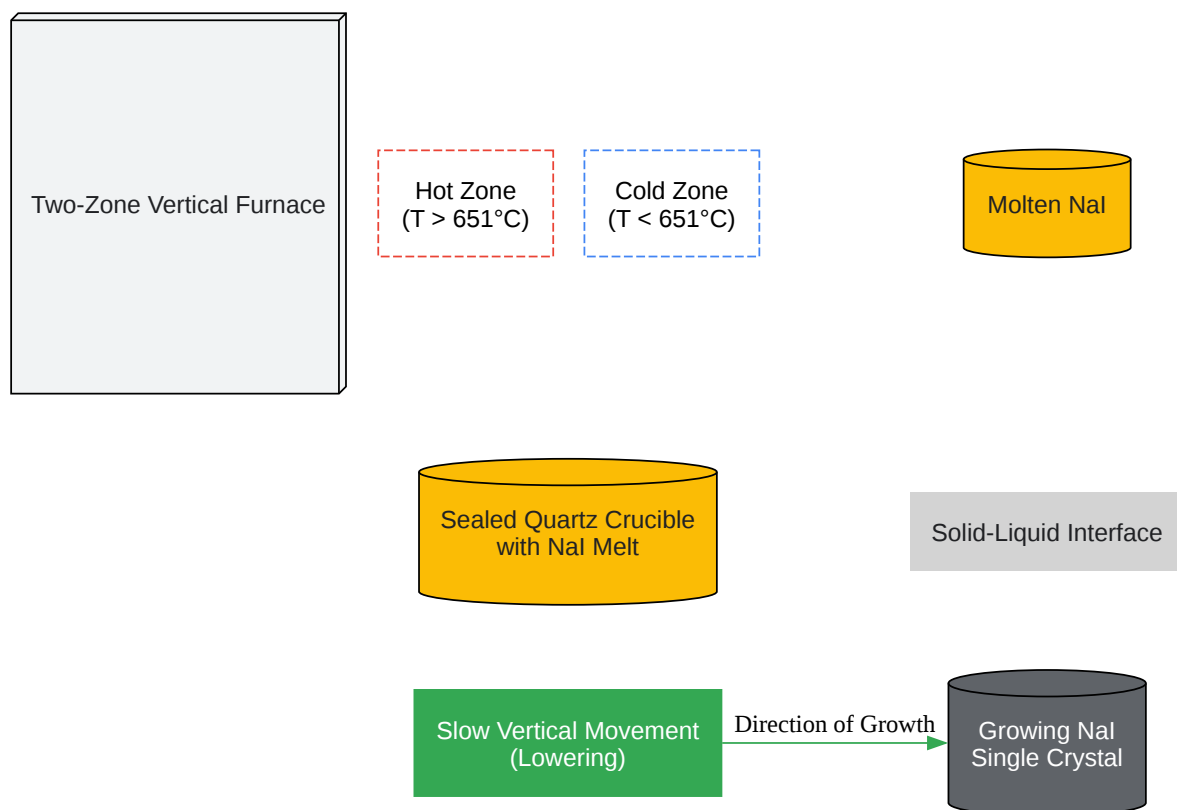 Two-Zone Vertical Furnace
Hot Zone
(T > 651°C)
Cold Zone
(T < 651°C)
Molten NaI
Sealed Quartz Crucible
with NaI Melt
Solid-Liquid Interface
Slow Vertical Movement
(Lowering)
Direction of Growth
Growing NaI
Single Crystal